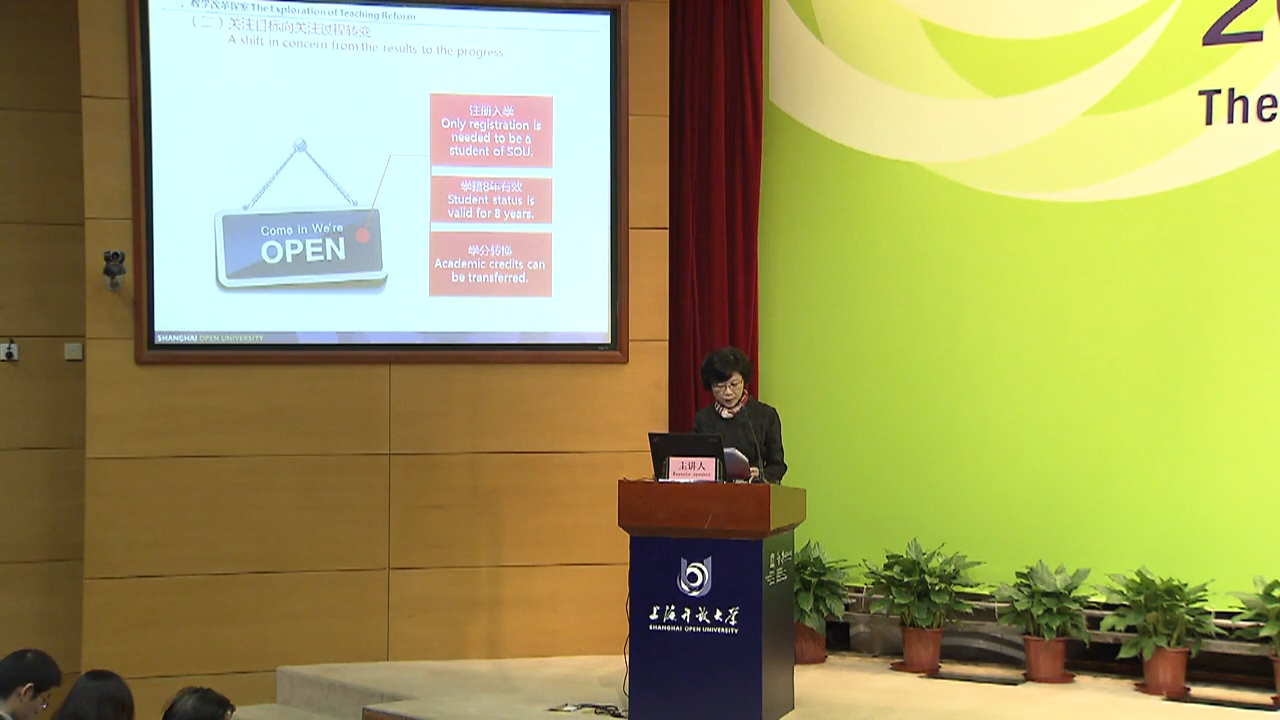 教学改革探索 The Exploration of Teaching Reform
（二）关注目标向关注过程转变
A shift in concern from the results to the progress.
注册入学
Only registration is
needed to be a
student of SOU.
学籍8年有效
Student status is
valid for 8 years.
学分转换
Academic credits can
be transferred.
Come In We're
OPEN
SHANGHAI OPEN UNIVERSITY
The
主讲人
上海开放大学
SHANGHAI OPEN UNIVERSITY